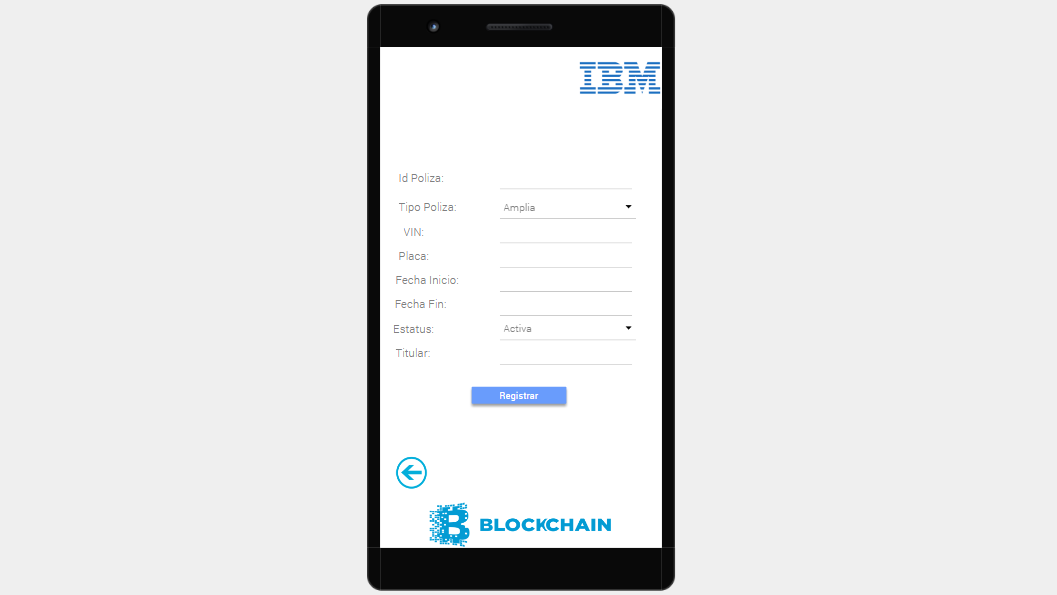 IBM
Id Poliza:
Tipo Poliza: Amplia
VIN:
Placa:
Fecha Inicio:
Fecha Fin:
Estatus: Activa
Titular:
Registrar
B BLOCKCHAIN